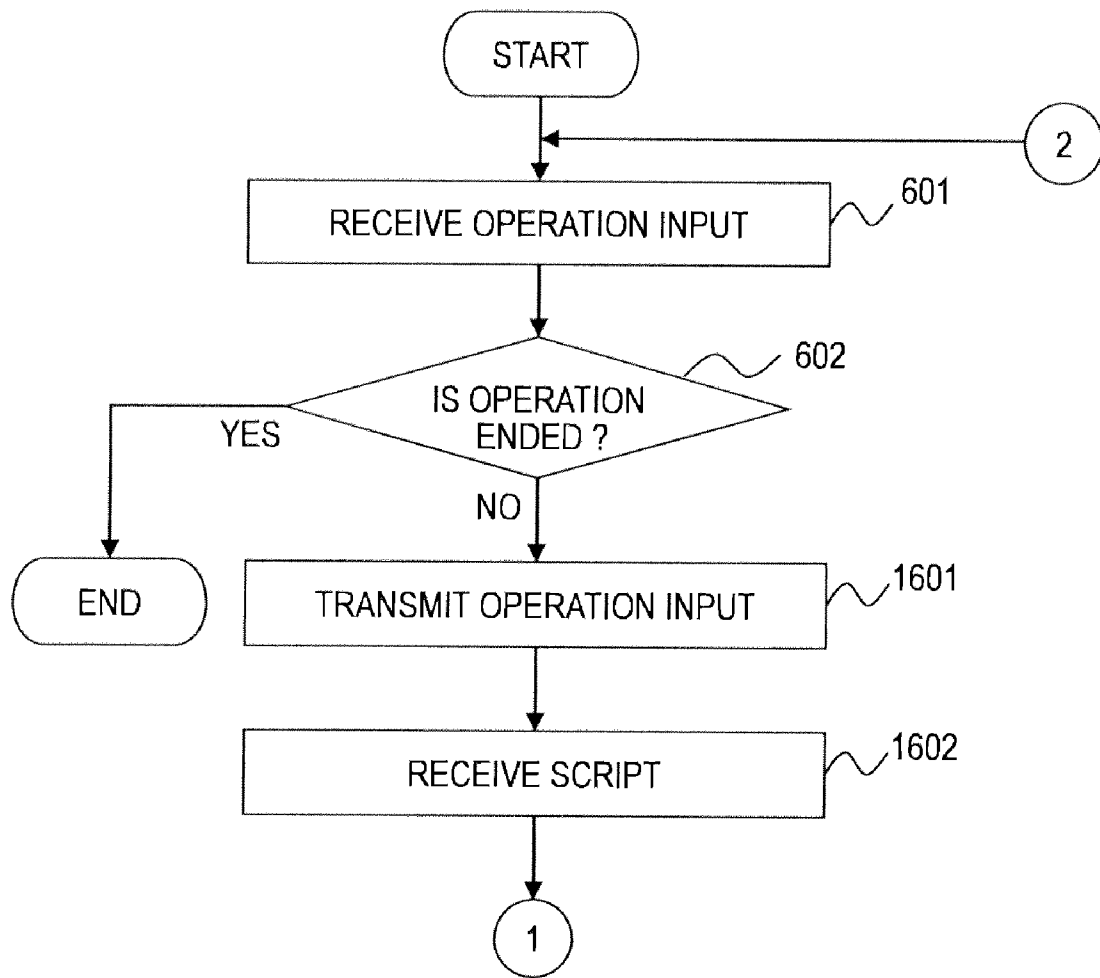 START
2
RECEIVE OPERATION INPUT
601
602
IS OPERATION
ENDED ?
YES
NO
END
TRANSMIT OPERATION INPUT
1601
RECEIVE SCRIPT
1602
1